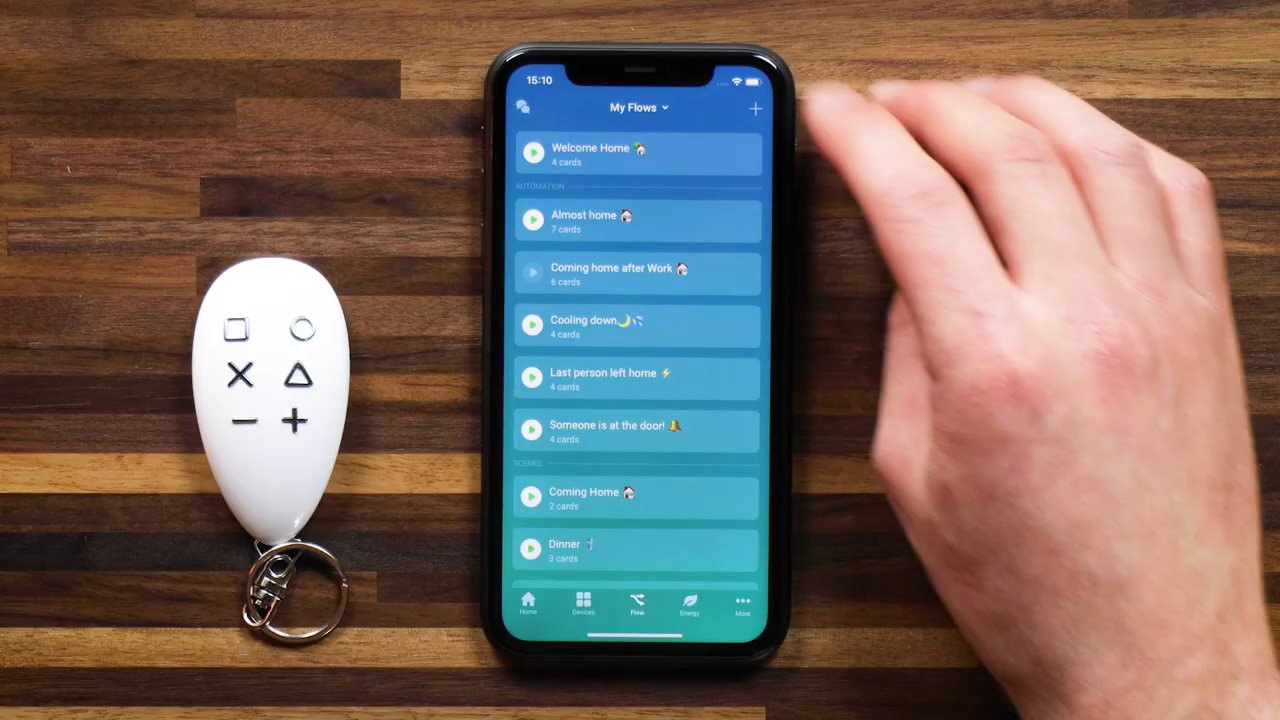 15:10
My Flows
Welcome Home
4 cards
AUTOMATION
Almost home
7 cards
Coming home after Work
6 cards
Cooling down
4 cards
Last person left home
4 cards
Someone is at the door!
4 cards
SCENES
Coming Home
2 cards
Dinner
3 cards
Home Devices Flow Energy More